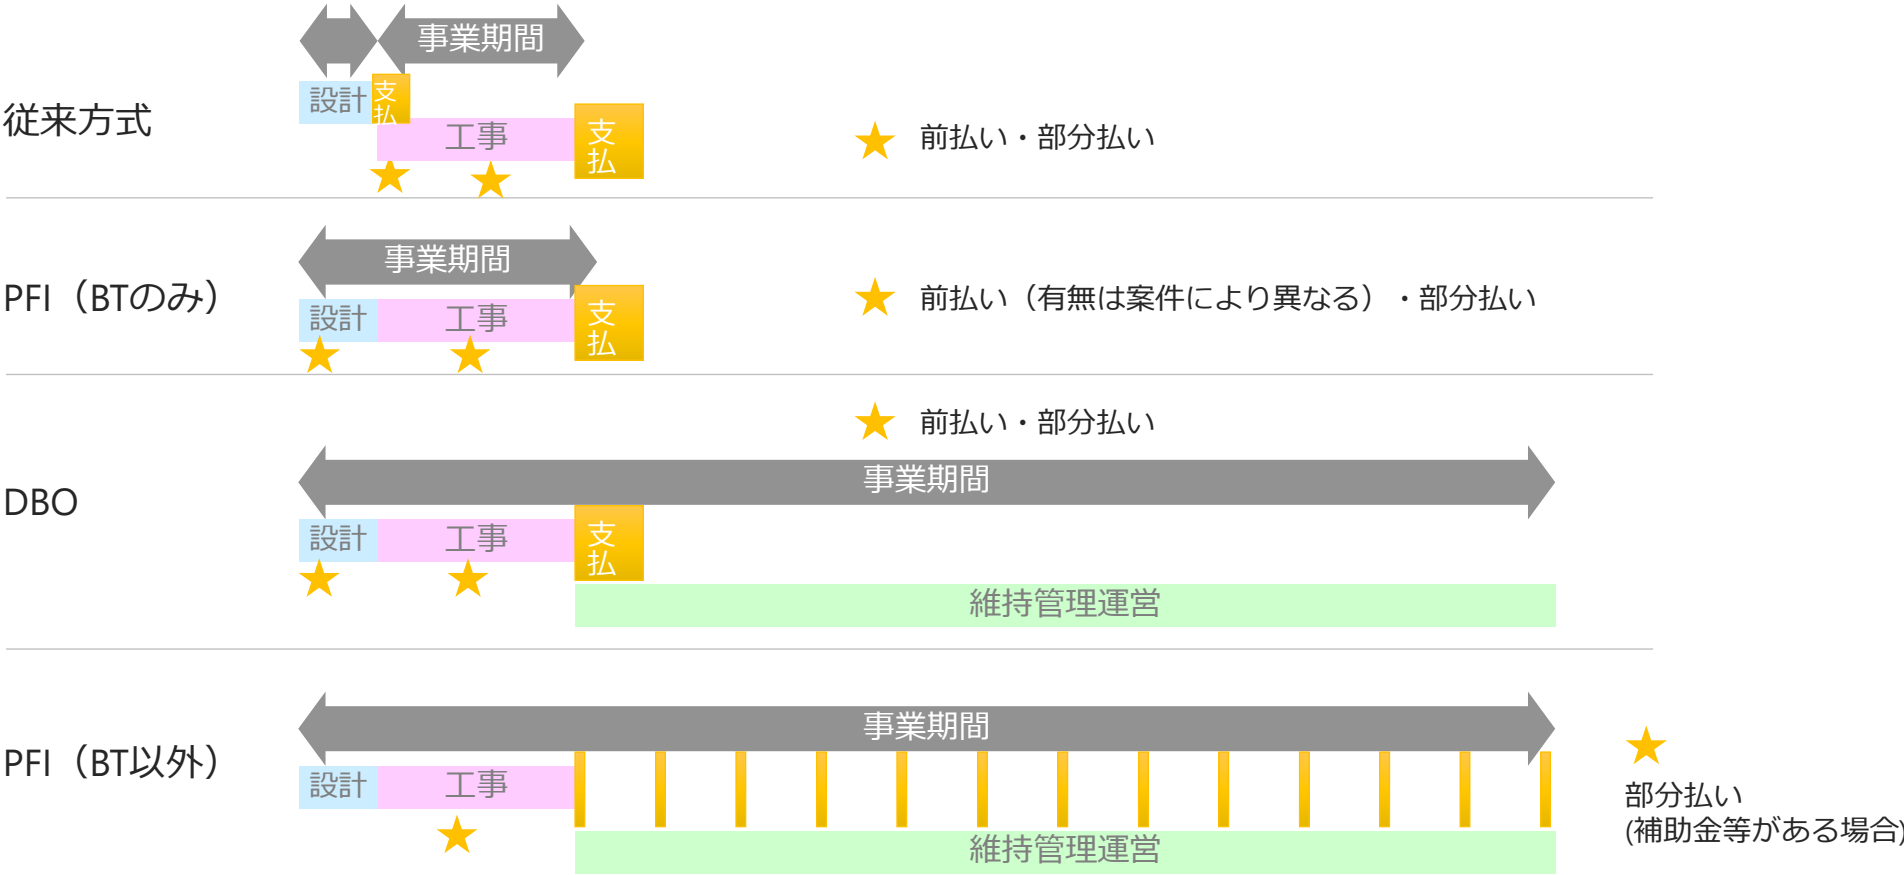 事業期間
従来方式
設計
支
払
工事
支
払
前払い・部分払い
事業期間
PFI（BTのみ）
設計
工事
支
払
前払い（有無は案件により異なる）・部分払い
前払い・部分払い
事業期間
DBO
設計
工事
支
払
維持管理運営
事業期間
PFI（BT以外）
設計
工事
維持管理運営
部分払い
(補助金等がある場合)